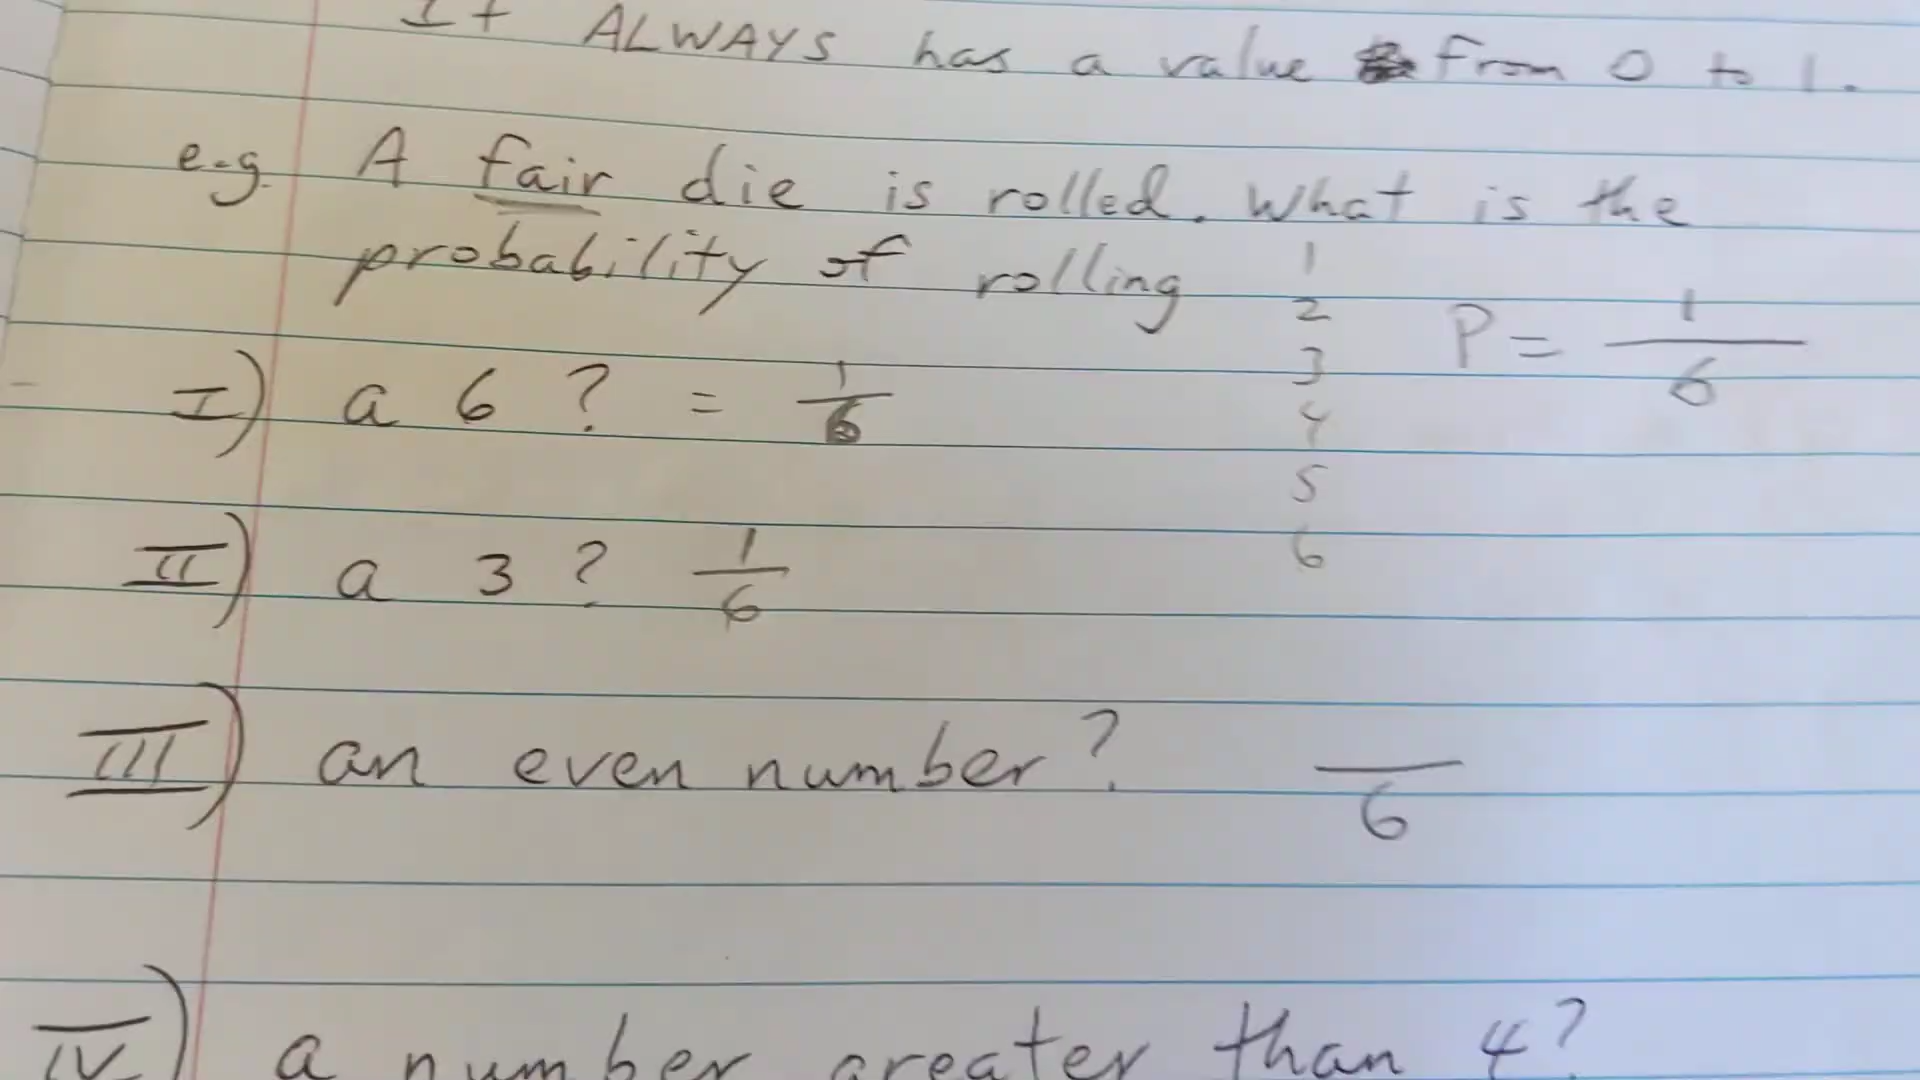 It ALWAYS has a value from 0 to 1.
e.g. A fair die is rolled. What is the
probability of rolling
1
2
3
4
5
6
P = 1/6
I) a 6 ? = 1/6
II) a 3 ? 1/6
III) an even number? /6
IV) a number greater than 4?